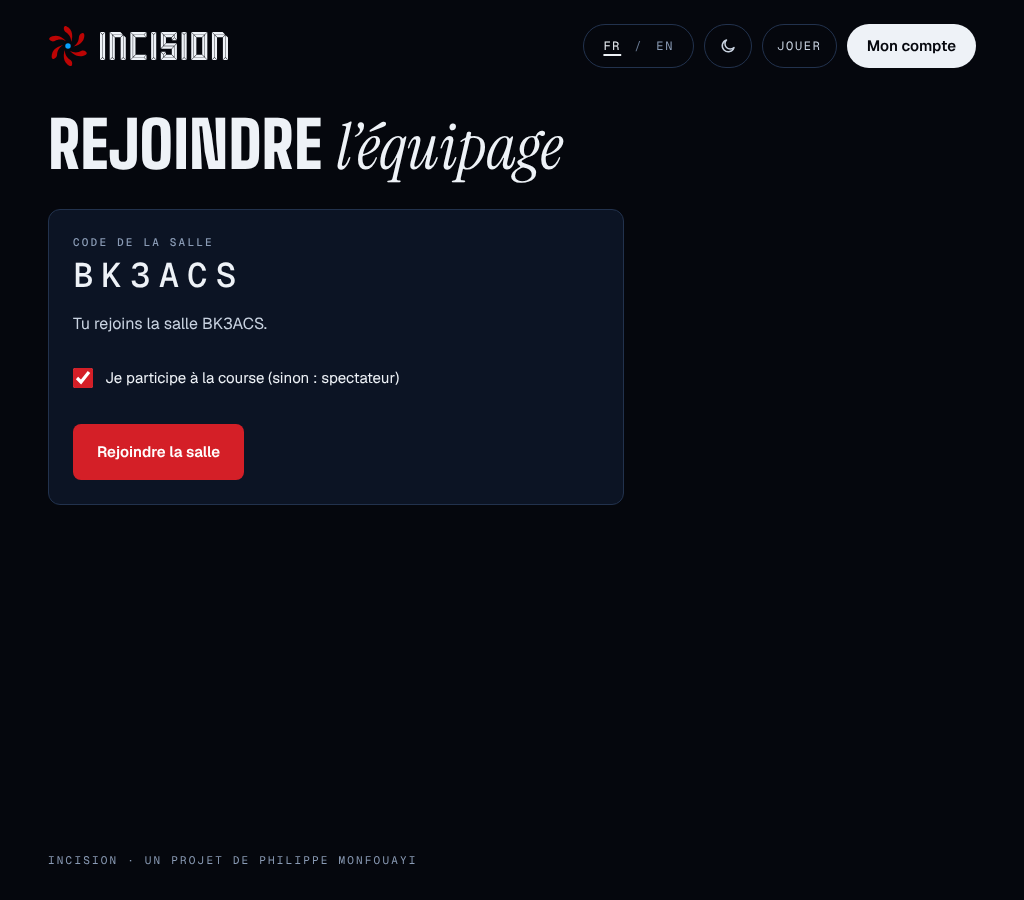 INCISION
FR / EN
JOUER
Mon compte
REJOINDRE l’équipage
CODE DE LA SALLE
BK3ACS
Tu rejoins la salle BK3ACS.
Je participe à la course (sinon : spectateur)
Rejoindre la salle
INCISION · UN PROJET DE PHILIPPE MONFOUAYI